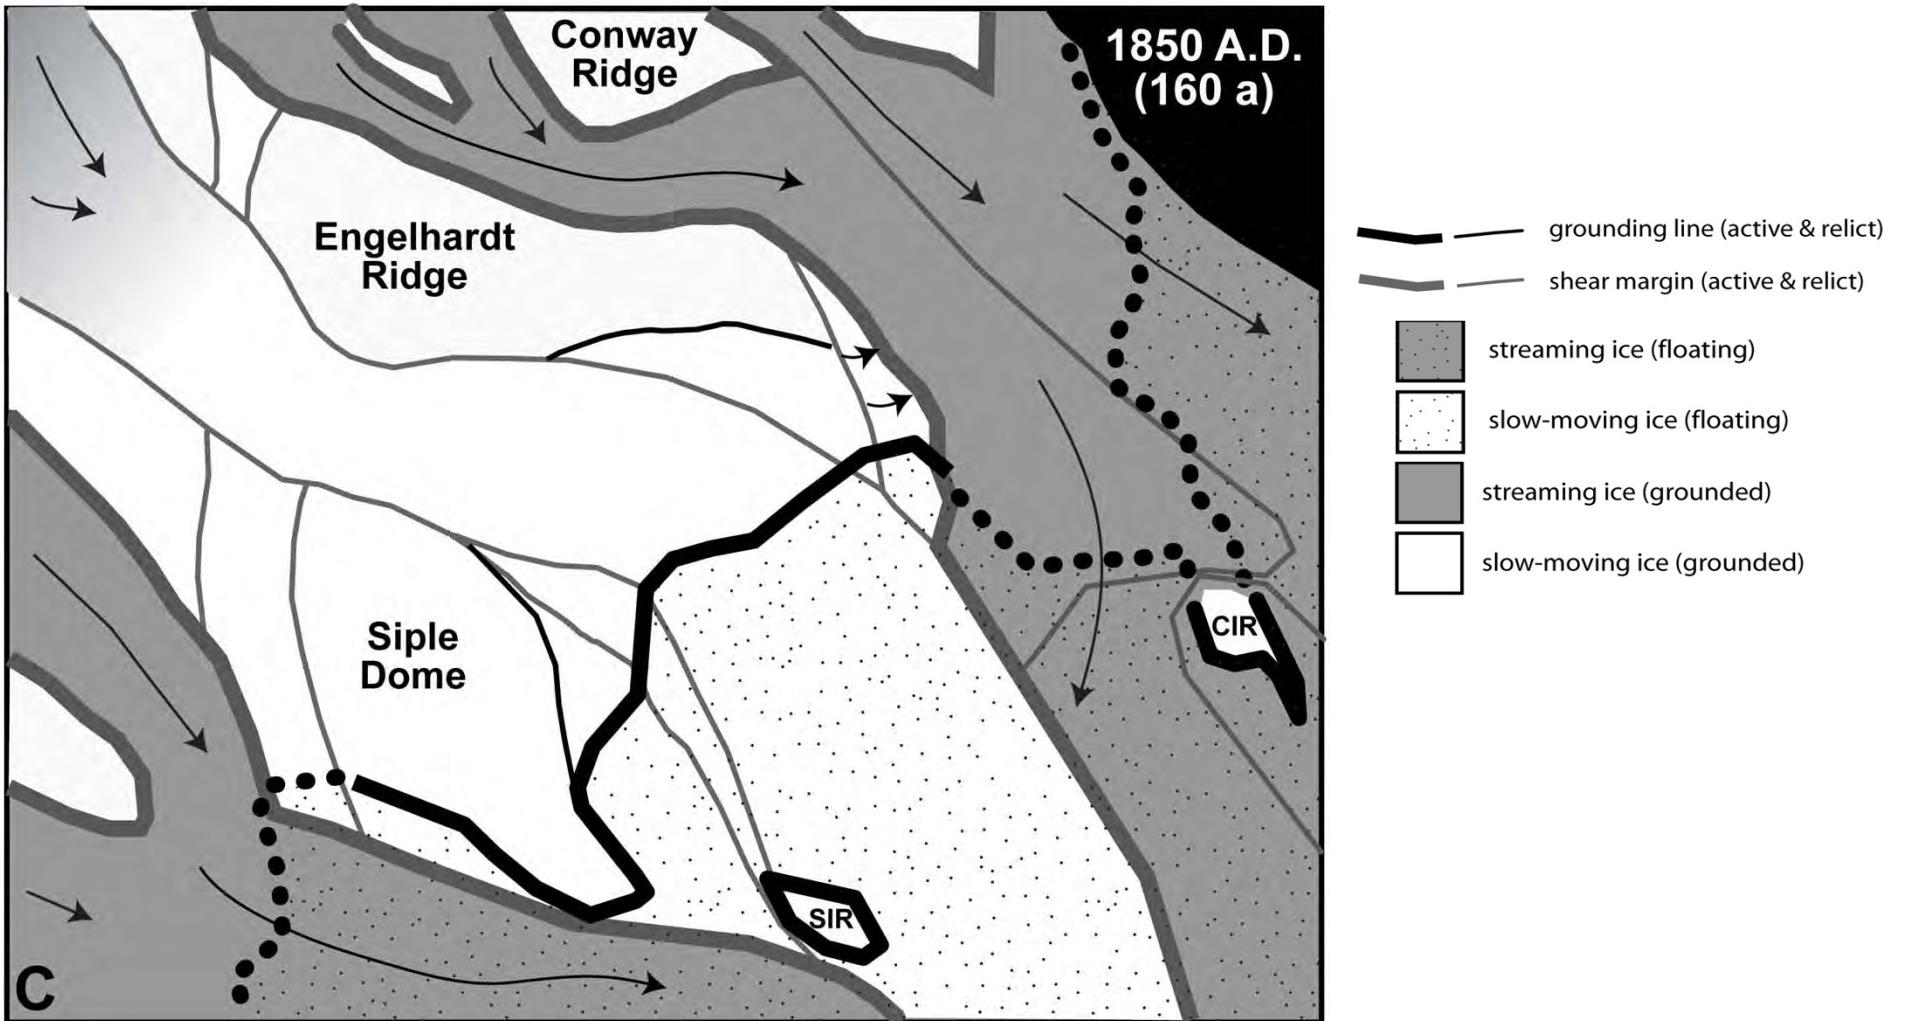 Conway
Ridge
1850 A.D.
(160 a)
Engelhardt
Ridge
Siple
Dome
CIR
SIR
C
grounding line (active & relict)
shear margin (active & relict)
streaming ice (floating)
slow-moving ice (floating)
streaming ice (grounded)
slow-moving ice (grounded)